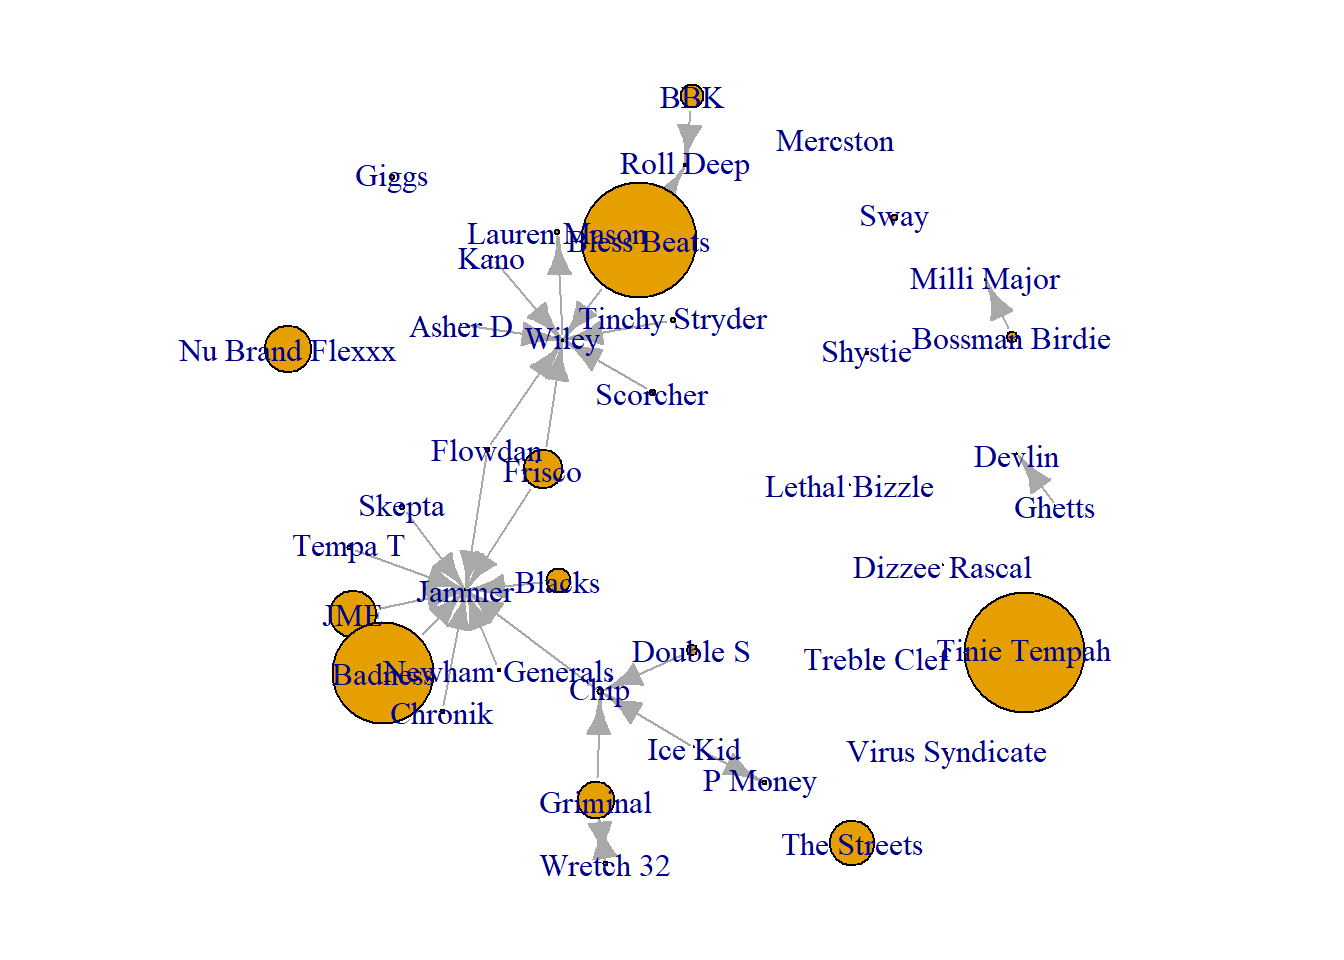 BBK
Mercston
Roll Deep
Giggs
Sway
Lauren Mason
Bless Beats
Kano
Milli Major
Tinchy Stryder
Asher D
Wiley
Bossman Birdie
Nu Brand Flexxx
Shystie
Scorcher
Flowdan
Devlin
Frisco
Lethal Bizzle
Skepta
Ghetts
Tempa T
Dizzee Rascal
Blacks
Jammer
JME
Double S
Tinie Tempah
Treble Clef
Newham Generals
Badness
Chip
Chronik
Ice Kid
Virus Syndicate
P Money
Griminal
The Streets
Wretch 32